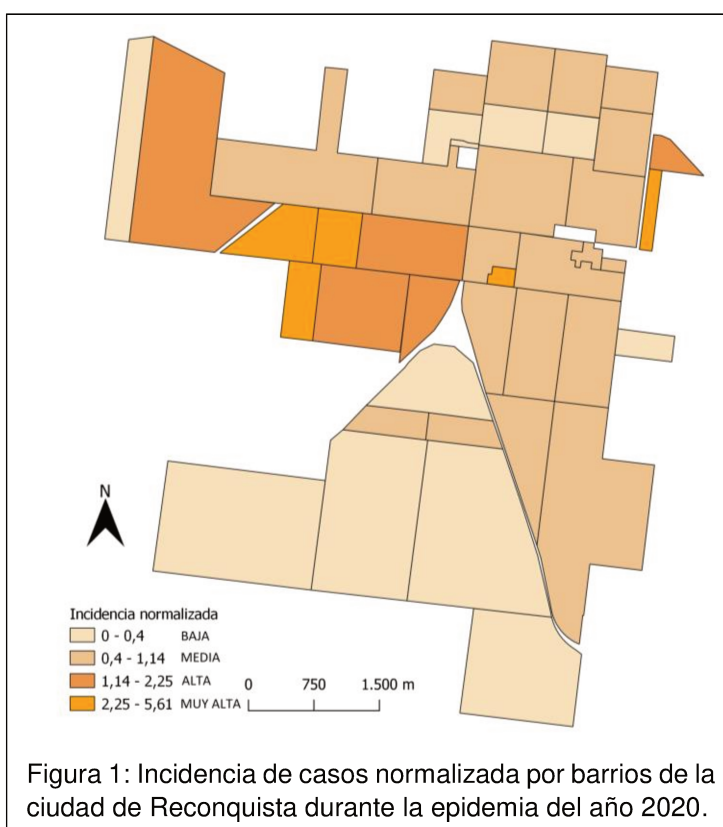 N
Incidencia normalizada
0 - 0,4 BAJA
0,4 - 1,14 MEDIA
1,14 - 2,25 ALTA
2,25 - 5,61 MUY ALTA
0 750 1.500 m
Figura 1: Incidencia de casos normalizada por barrios de la
ciudad de Reconquista durante la epidemia del año 2020.